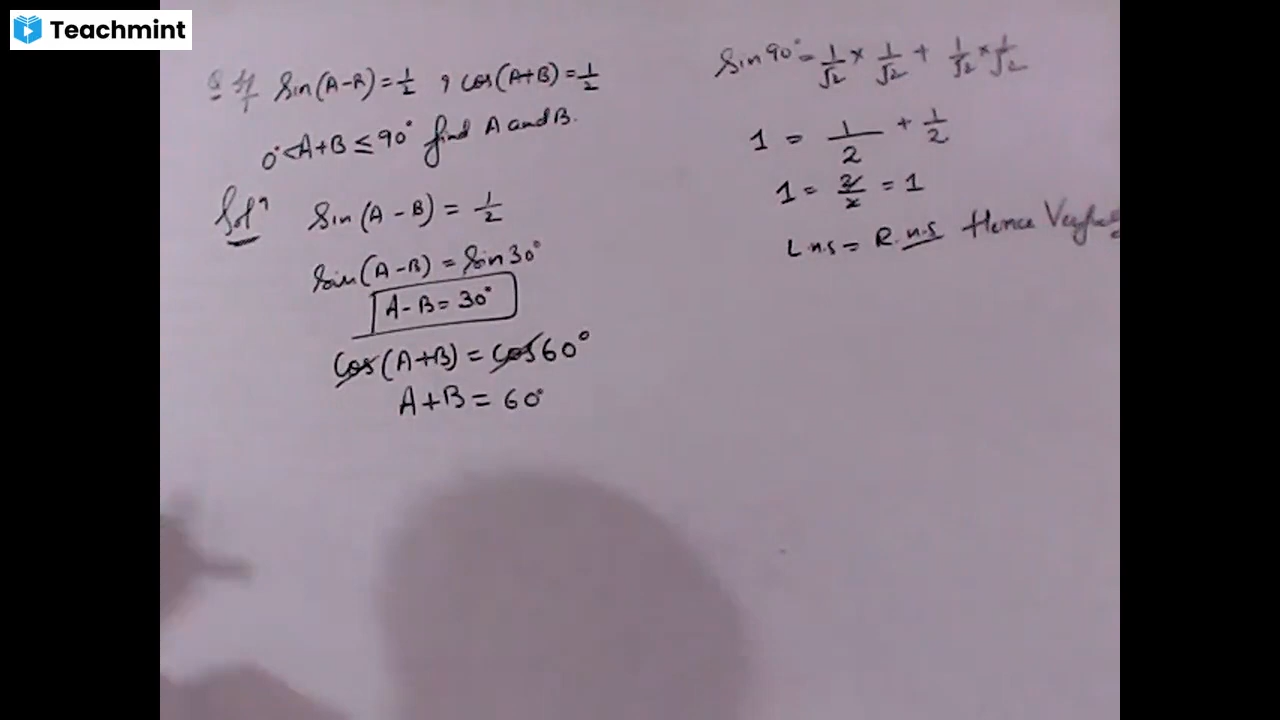 Teachmint
Q If Sin(A-B)=1/2 , cos(A+B)=1/2
0°<A+B≤90° find A and B.
Solⁿ Sin(A-B)=1/2
Sin(A-B)=Sin30°
A-B=30°
cos(A+B)=cos60°
A+B=60°
Sin90°=1/√2×1/√2+1/√2×1/√2
1=1/2+1/2
1=2/2=1
L.H.S=R.H.S Hence